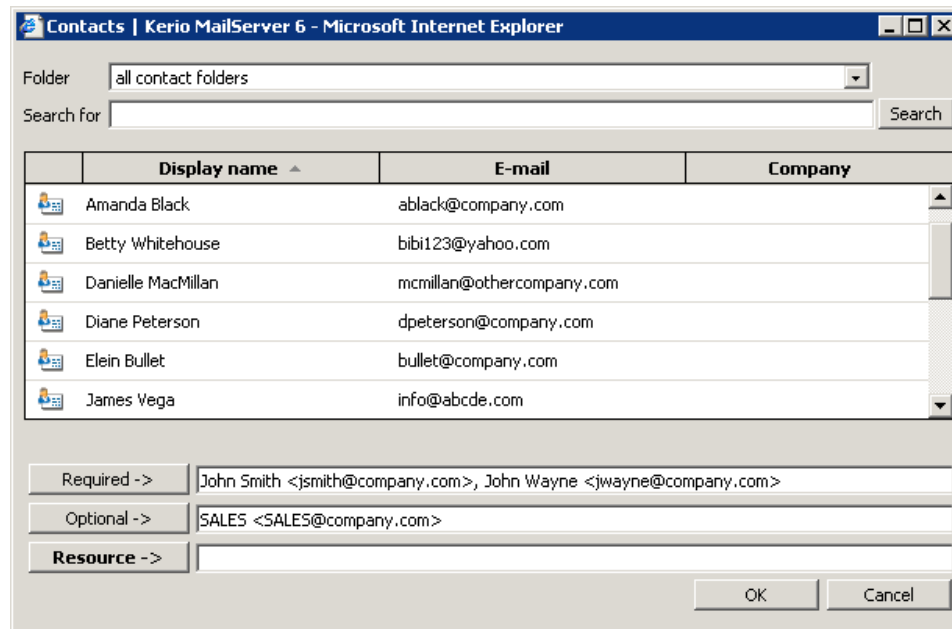 Contacts | Kerio MailServer 6 - Microsoft Internet Explorer
Folder all contact folders
Search for Search
Display name E-mail Company
Amanda Black ablack@company.com
Betty Whitehouse bibi123@yahoo.com
Danielle MacMillan mcmillan@othercompany.com
Diane Peterson dpeterson@company.com
Elein Bullet bullet@company.com
James Vega info@abcde.com
Required -> John Smith <jsmith@company.com>, John Wayne <jwayne@company.com>
Optional -> SALES <SALES@company.com>
Resource ->
OK Cancel